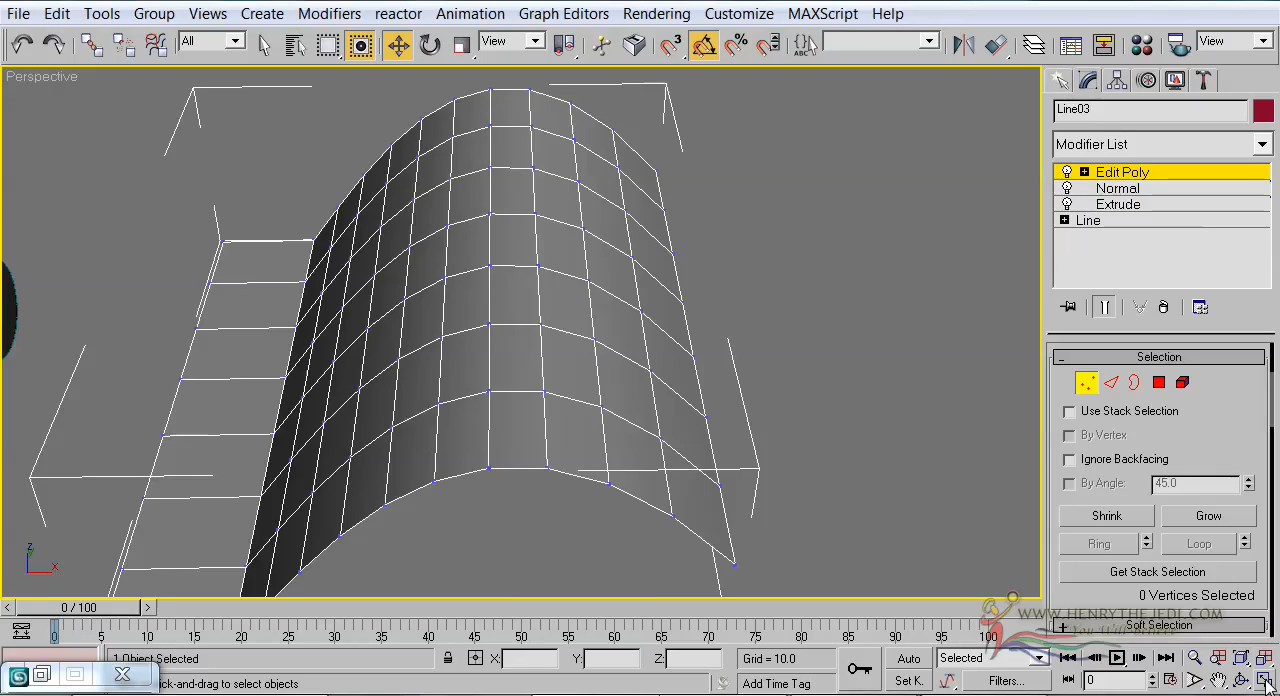 File Edit Tools Group Views Create Modifiers reactor Animation Graph Editors Rendering Customize MAXScript Help
All View 3 ABC View
Perspective
Line03
Modifier List
Edit Poly
Normal
Extrude
Line
Selection
Use Stack Selection
By Vertex
Ignore Backfacing
By Angle: 45.0
Shrink Grow
Ring Loop
Get Stack Selection
0 Vertices Selected
Soft Selection
z
x
WWW.HENRYTHEJEDI.COM
You Will Believe
0 / 100
0 5 10 15 20 25 30 35 40 45 50 55 60 65 70 75 80 85 90 95 100
1 Object Selected X: Y: Z: Grid = 10.0 Auto Selected
ick-and-drag to select objects Add Time Tag Set K. Filters... 0